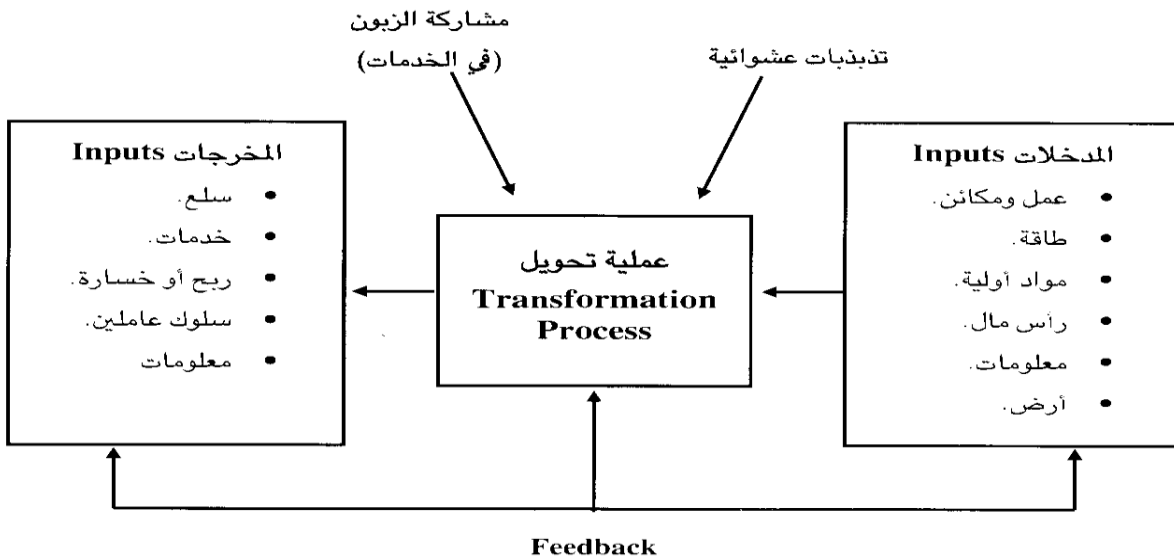 مشاركة الزبون
(في الخدمات)
تذبذبات عشوائية
المدخلات Inputs
• عمل ومكائن.
• طاقة.
• مواد أولية.
• رأس مال.
• معلومات.
• أرض.
عملية تحويل
Transformation
Process
المخرجات Inputs
• سلع.
• خدمات.
• ربح أو خسارة.
• سلوك عاملين.
• معلومات
Feedback